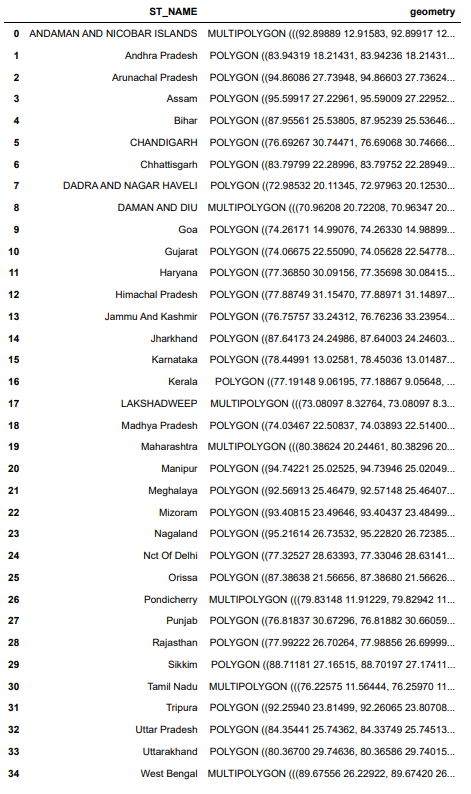 ST_NAME geometry
0 ANDAMAN AND NICOBAR ISLANDS MULTIPOLYGON (((92.89889 12.91583, 92.89917 12...
1 Andhra Pradesh POLYGON ((83.94319 18.21431, 83.94236 18.21431...
2 Arunachal Pradesh POLYGON ((94.86086 27.73948, 94.86603 27.73624...
3 Assam POLYGON ((95.59917 27.22961, 95.59009 27.22952...
4 Bihar POLYGON ((87.95561 25.53805, 87.95239 25.53646...
5 CHANDIGARH POLYGON ((76.69267 30.74471, 76.69068 30.74666...
6 Chhattisgarh POLYGON ((83.79799 22.28996, 83.79752 22.28949...
7 DADRA AND NAGAR HAVELI POLYGON ((72.98532 20.11345, 72.97963 20.12530...
8 DAMAN AND DIU MULTIPOLYGON (((70.96208 20.72208, 70.96347 20...
9 Goa POLYGON ((74.26171 14.99076, 74.26330 14.98899...
10 Gujarat POLYGON ((74.06675 22.55090, 74.05628 22.54778...
11 Haryana POLYGON ((77.36850 30.09156, 77.35698 30.08415...
12 Himachal Pradesh POLYGON ((77.88749 31.15470, 77.88971 31.14897...
13 Jammu And Kashmir POLYGON ((76.75757 33.24312, 76.76236 33.23954...
14 Jharkhand POLYGON ((87.64173 24.24986, 87.64003 24.24603...
15 Karnataka POLYGON ((78.44991 13.02581, 78.45036 13.01487...
16 Kerala POLYGON ((77.19148 9.06195, 77.18867 9.05648, ...
17 LAKSHADWEEP MULTIPOLYGON (((73.08097 8.32764, 73.08097 8.3...
18 Madhya Pradesh POLYGON ((74.03467 22.50837, 74.03893 22.51400...
19 Maharashtra MULTIPOLYGON (((80.38624 20.24461, 80.38296 20...
20 Manipur POLYGON ((94.74221 25.02525, 94.73946 25.02049...
21 Meghalaya POLYGON ((92.56913 25.46479, 92.57148 25.46407...
22 Mizoram POLYGON ((93.40815 23.49646, 93.40437 23.48499...
23 Nagaland POLYGON ((95.21614 26.73532, 95.22820 26.72385...
24 Nct Of Delhi POLYGON ((77.32527 28.63393, 77.33046 28.63141...
25 Orissa POLYGON ((87.38638 21.56656, 87.38680 21.56626...
26 Pondicherry MULTIPOLYGON (((79.83148 11.91229, 79.82942 11...
27 Punjab POLYGON ((76.81837 30.67296, 76.81882 30.66059...
28 Rajasthan POLYGON ((77.99222 26.70264, 77.98856 26.69999...
29 Sikkim POLYGON ((88.71181 27.16515, 88.70197 27.17411...
30 Tamil Nadu MULTIPOLYGON (((76.22575 11.56444, 76.25970 11...
31 Tripura POLYGON ((92.25940 23.81499, 92.26065 23.80708...
32 Uttar Pradesh POLYGON ((84.35441 25.74362, 84.33749 25.74513...
33 Uttarakhand POLYGON ((80.36700 29.74636, 80.36586 29.74015...
34 West Bengal MULTIPOLYGON (((89.67556 26.22922, 89.67420 26...